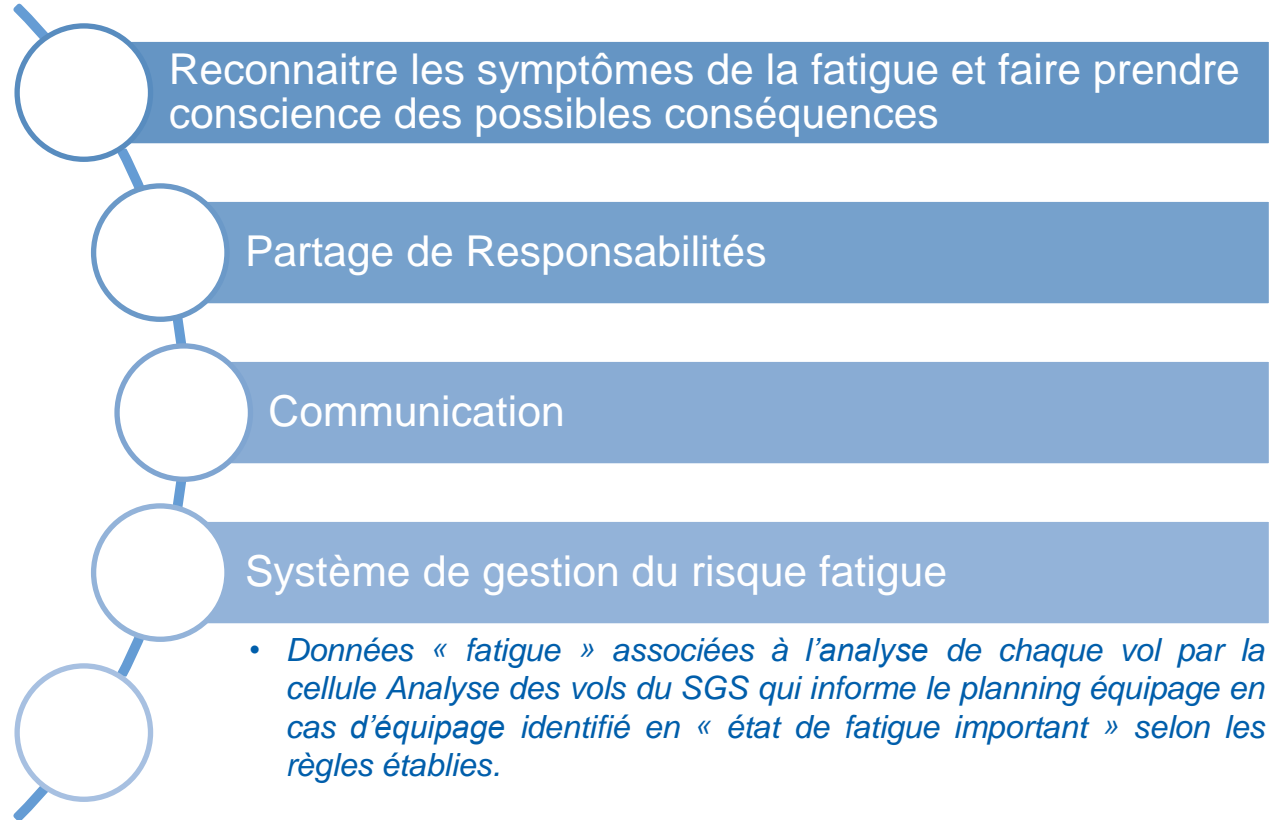 Reconnaitre les symptômes de la fatigue et faire prendre
conscience des possibles conséquences
Partage de Responsabilités
Communication
Système de gestion du risque fatigue
• Données « fatigue » associées à l’analyse de chaque vol par la
cellule Analyse des vols du SGS qui informe le planning équipage en
cas d’équipage identifié en « état de fatigue important » selon les
règles établies.